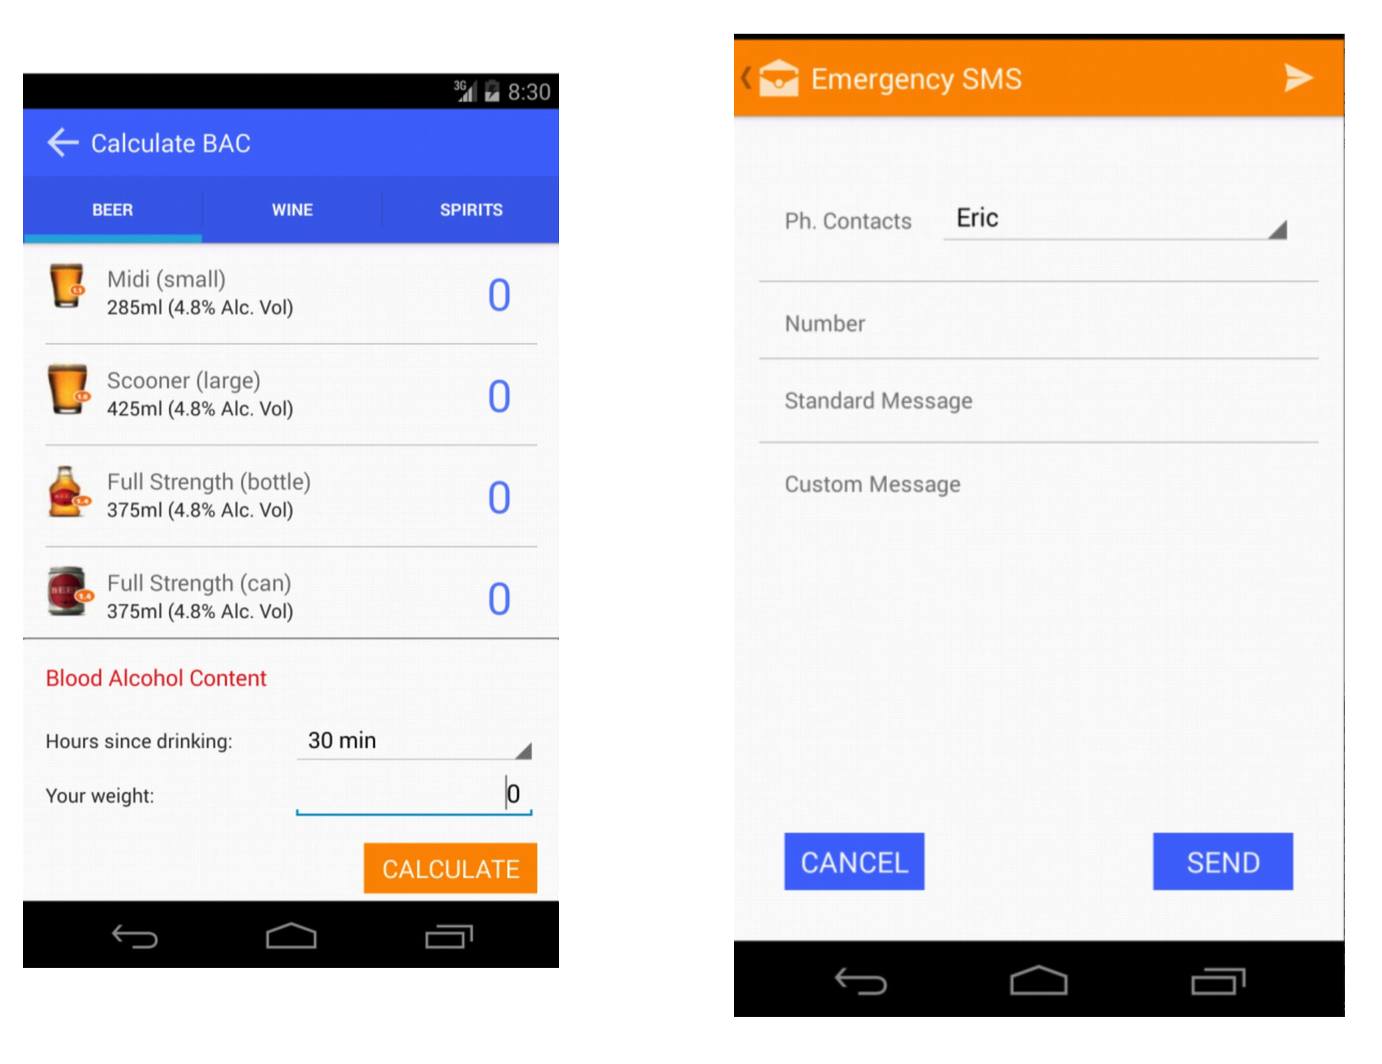 3G 8:30
Calculate BAC
BEER WINE SPIRITS
Midi (small)
285ml (4.8% Alc. Vol)
0
Scooner (large)
425ml (4.8% Alc. Vol)
0
Full Strength (bottle)
375ml (4.8% Alc. Vol)
0
Full Strength (can)
375ml (4.8% Alc. Vol)
0
Blood Alcohol Content
Hours since drinking: 30 min
Your weight: 0
CALCULATE
Emergency SMS
Ph. Contacts Eric
Number
Standard Message
Custom Message
CANCEL SEND